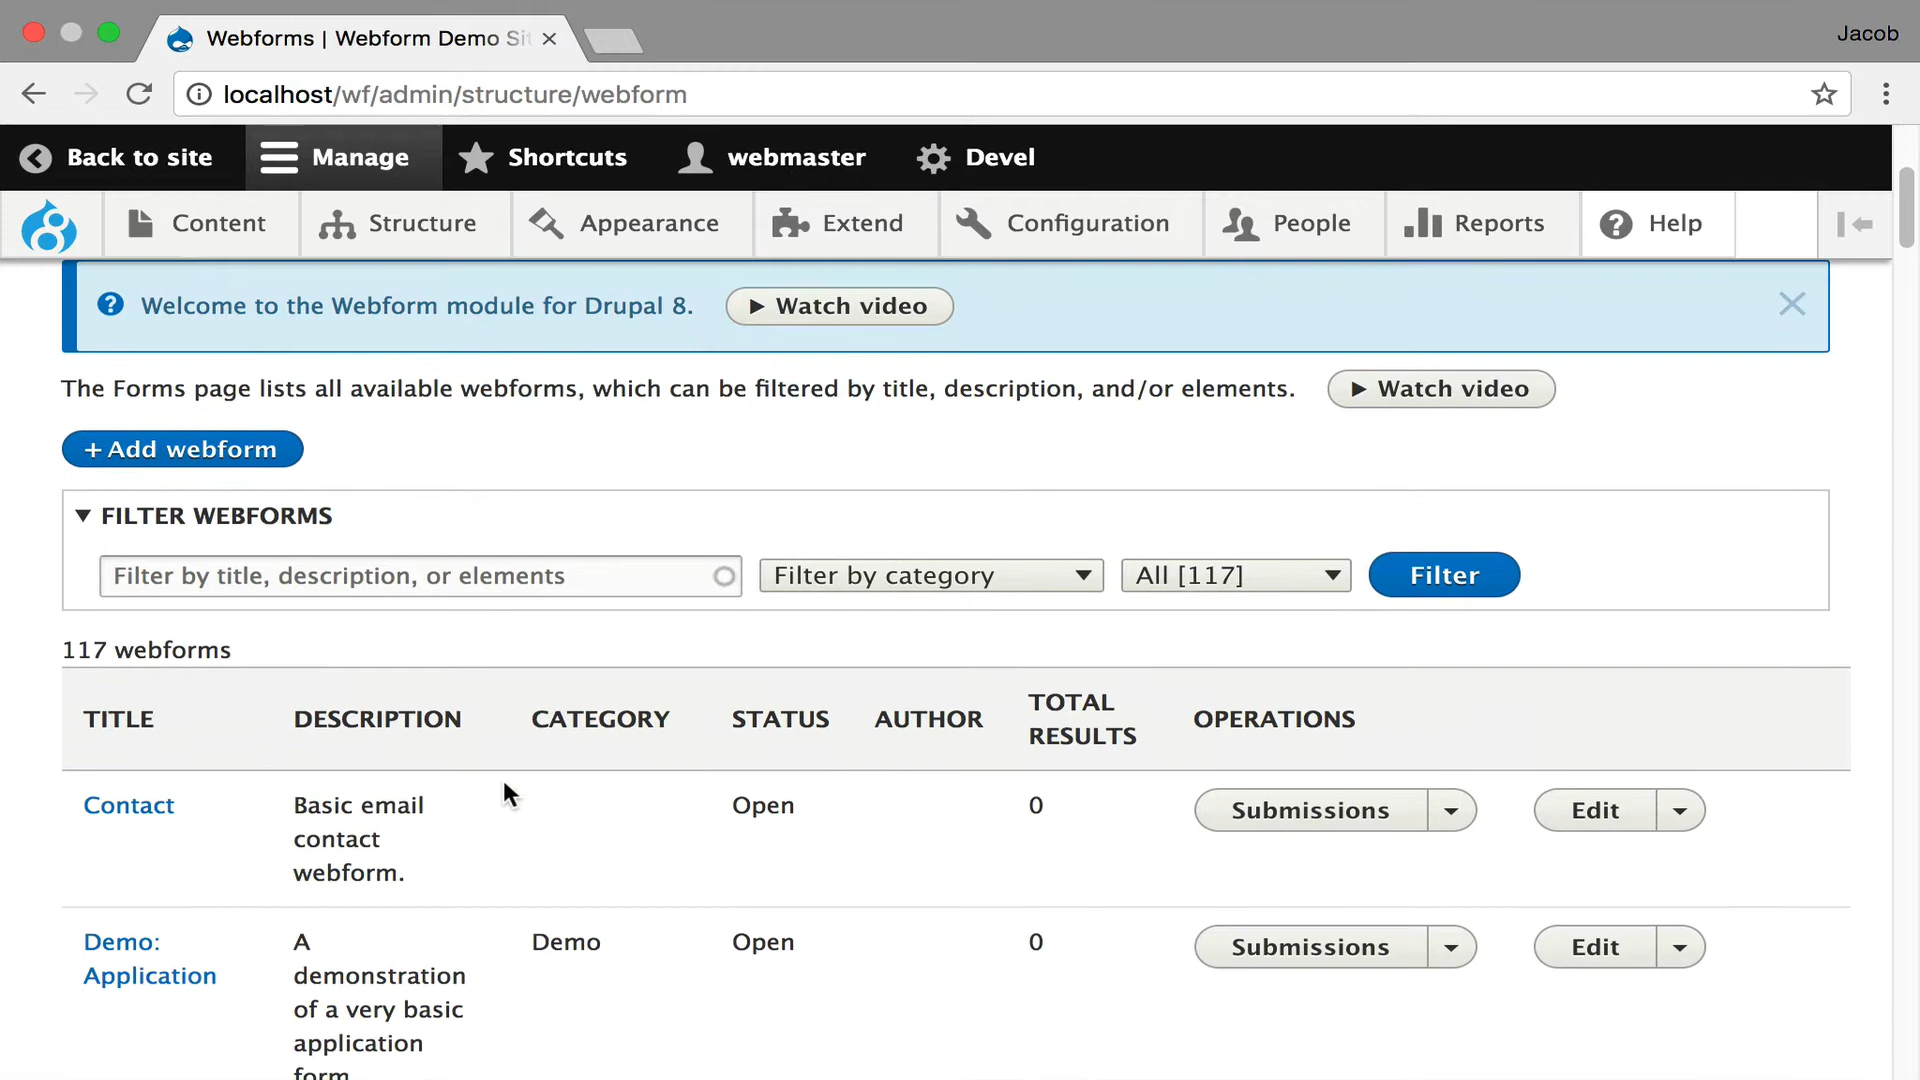 Webforms | Webform Demo Si
Jacob
localhost/wf/admin/structure/webform
Back to site
Manage
Shortcuts
webmaster
Devel
Content
Structure
Appearance
Extend
Configuration
People
Reports
Help
Welcome to the Webform module for Drupal 8.
Watch video
The Forms page lists all available webforms, which can be filtered by title, description, and/or elements.
Watch video
+ Add webform
FILTER WEBFORMS
Filter by title, description, or elements
Filter by category
All [117]
Filter
117 webforms
TITLE
DESCRIPTION
CATEGORY
STATUS
AUTHOR
TOTAL
RESULTS
OPERATIONS
Contact
Basic email
contact
webform.
Open
0
Submissions
Edit
Demo:
Application
A
demonstration
of a very basic
application
form
Demo
Open
0
Submissions
Edit